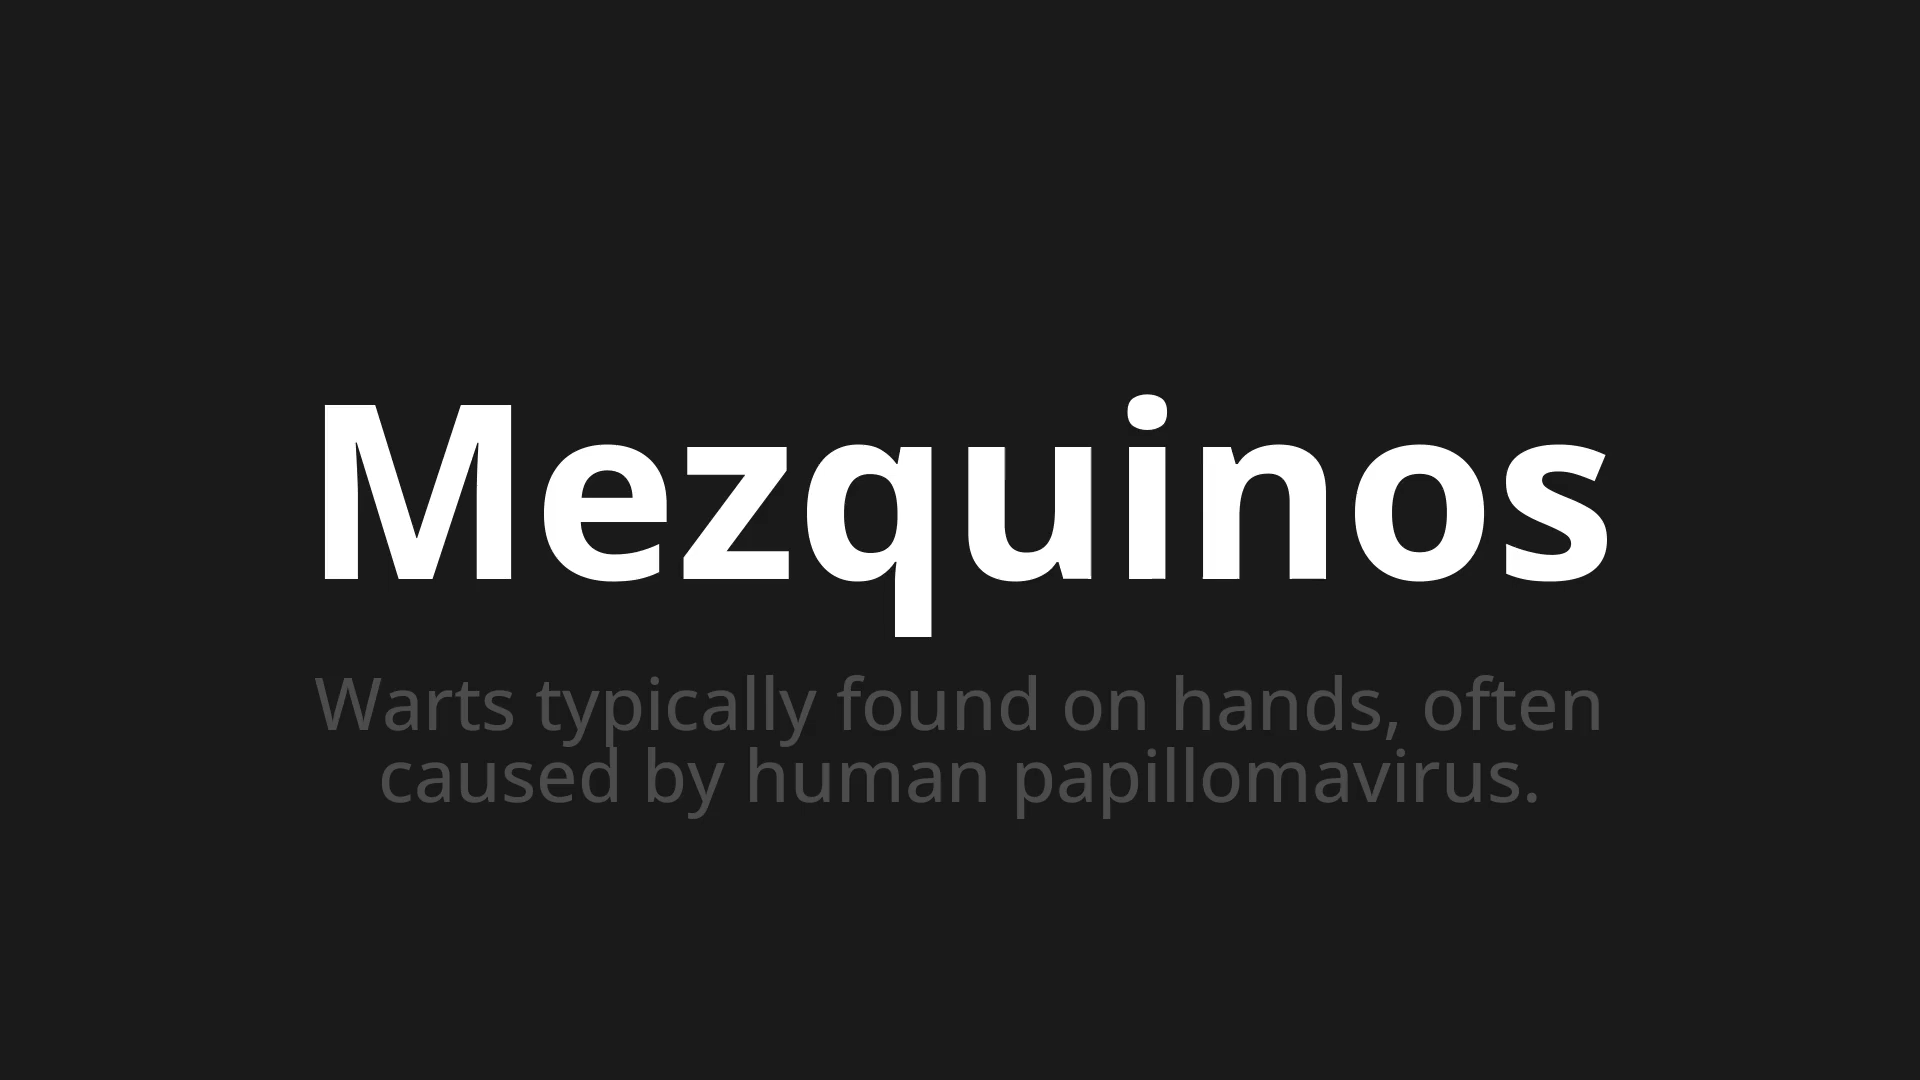 Mezquinos
Warts typically found on hands, often
caused by human papillomavirus.